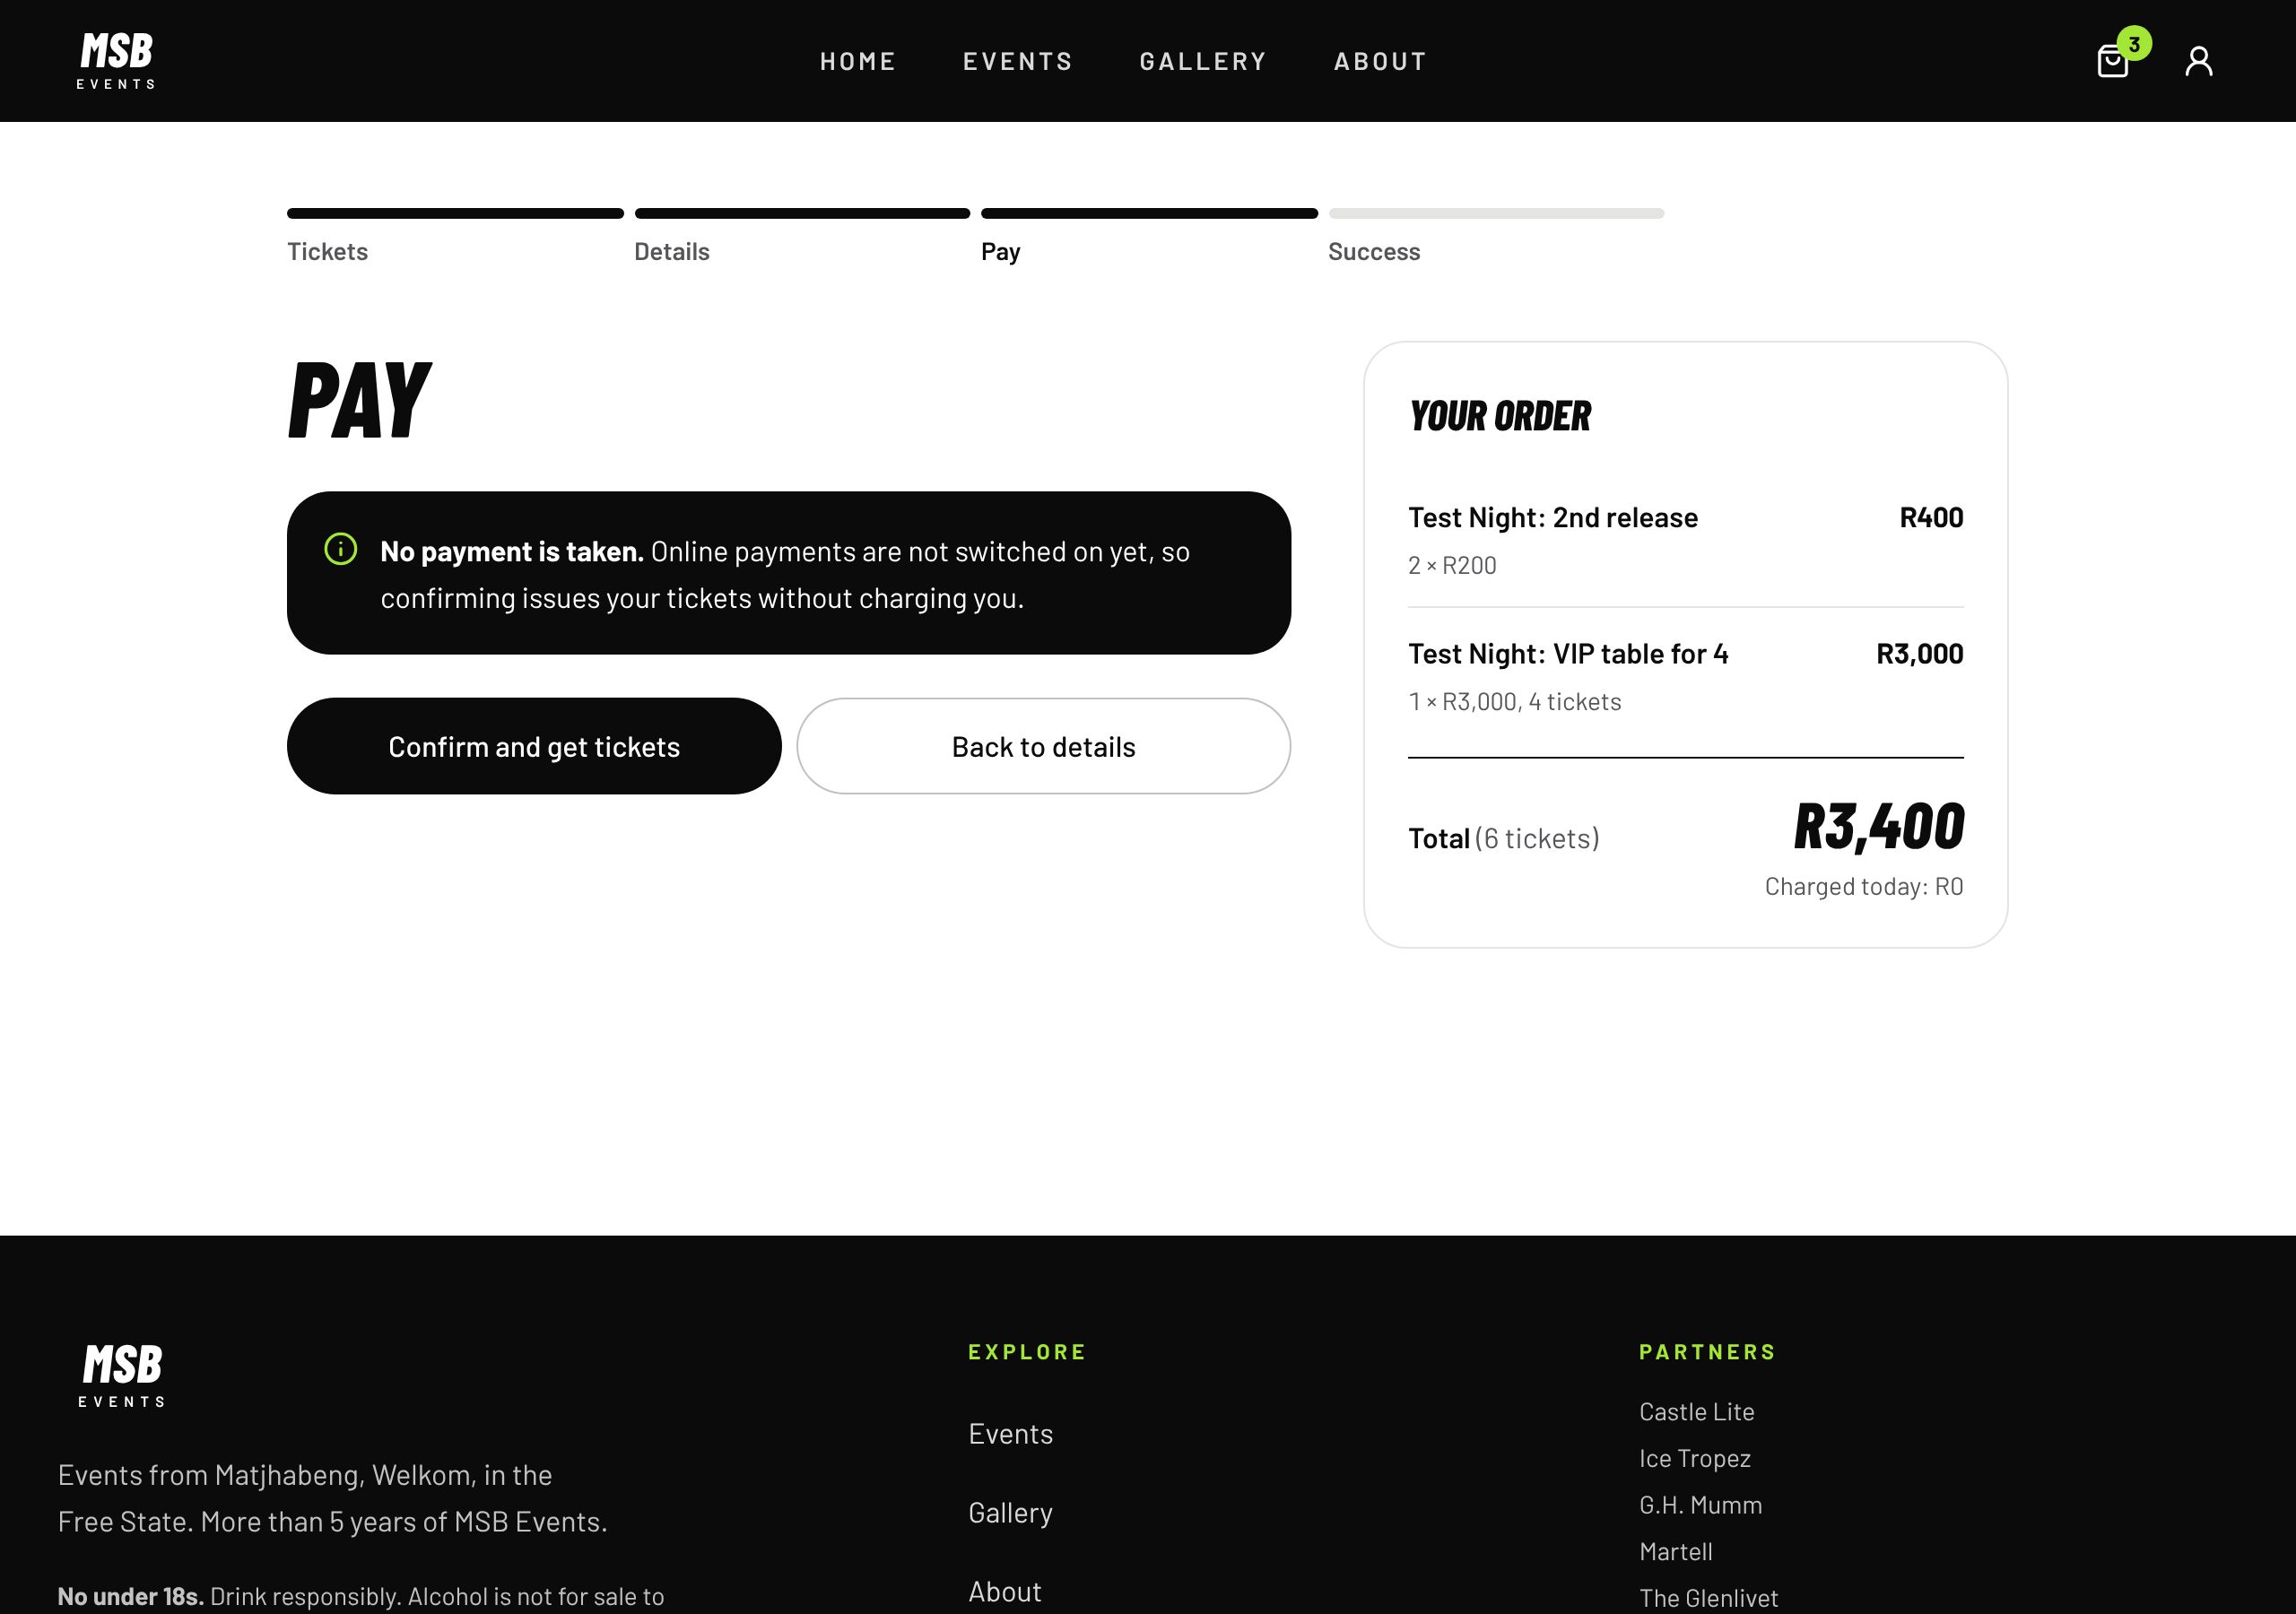 MSB
EVENTS
HOME EVENTS GALLERY ABOUT
3
Tickets Details Pay Success
PAY
No payment is taken. Online payments are not switched on yet, so
confirming issues your tickets without charging you.
Confirm and get tickets
Back to details
YOUR ORDER
Test Night: 2nd release R400
2 × R200
Test Night: VIP table for 4 R3,000
1 × R3,000, 4 tickets
Total (6 tickets) R3,400
Charged today: R0
MSB
EVENTS
Events from Matjhabeng, Welkom, in the
Free State. More than 5 years of MSB Events.
No under 18s. Drink responsibly. Alcohol is not for sale to
EXPLORE
Events
Gallery
About
PARTNERS
Castle Lite
Ice Tropez
G.H. Mumm
Martell
The Glenlivet